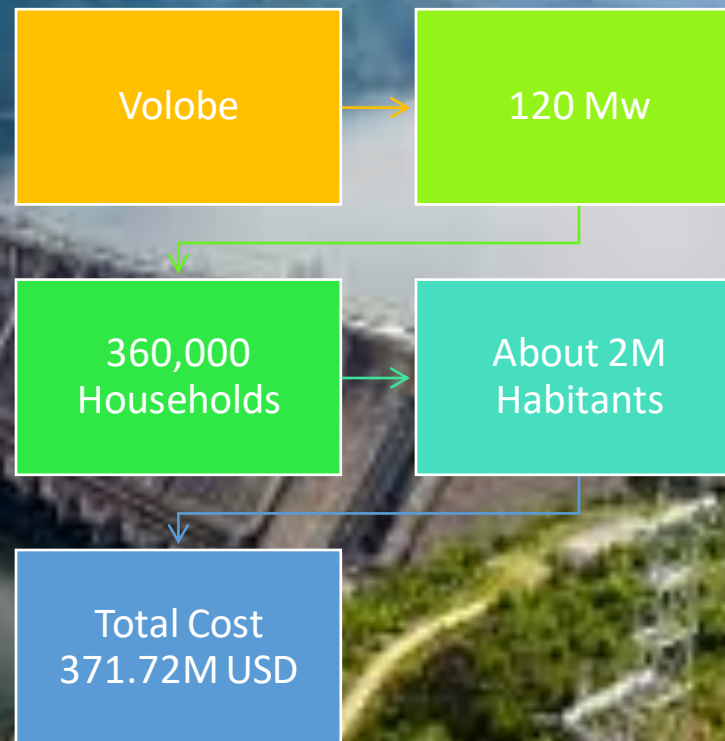 Volobe
120 Mw
360,000
Households
About 2M
Habitants
Total Cost
371.72M USD